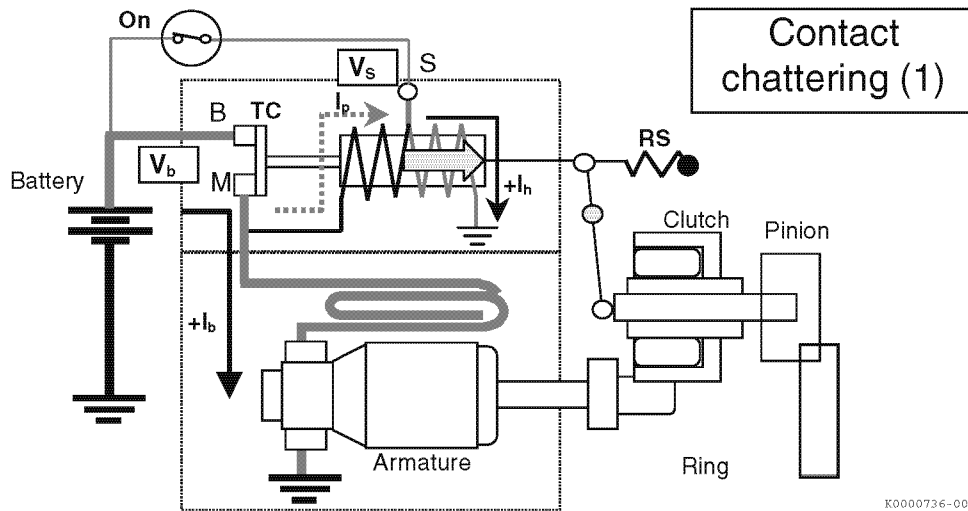 On
Contact
chattering (1)
Vs
S
B
TC
Ip
RS
Vb
Battery
M
+Ih
Clutch
Pinion
+Ib
Armature
Ring
K0000736-00